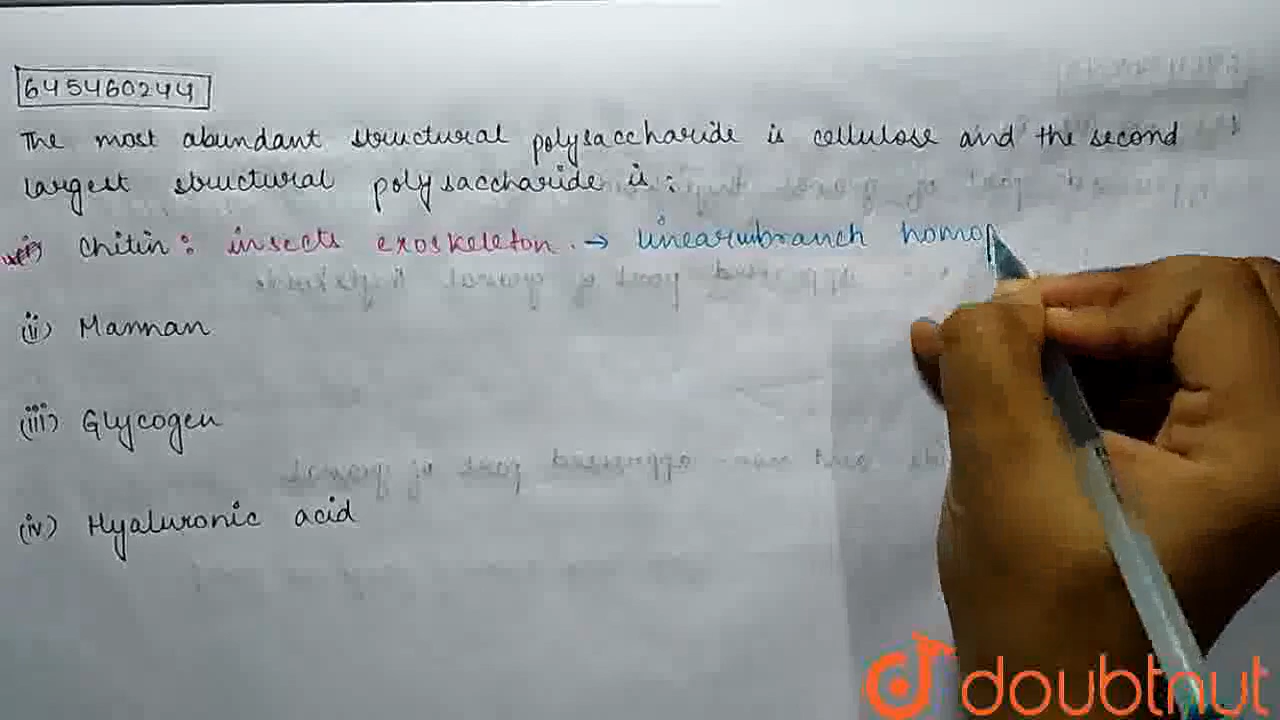 645460244
The most abundant structural polysaccharide is cellulose and the second
largest structural polysaccharide is:
(i) Chitin: insects exoskeleton. → linear homop
(ii) Mannan
(iii) Glycogen
(iv) Hyaluronic acid
doubtnut